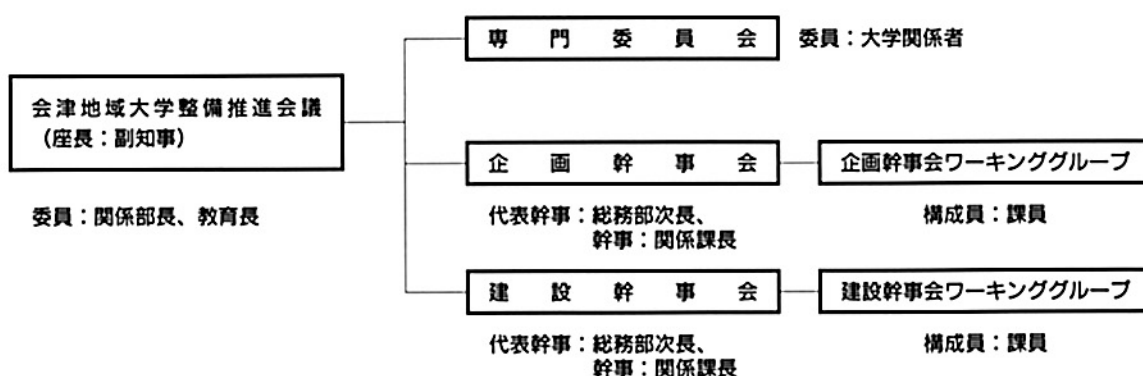 専門委員会
委員：大学関係者
会津地域大学整備推進会議
（座長：副知事）
委員：関係部長、教育長
企画幹事会
企画幹事会ワーキンググループ
代表幹事：総務部次長、
幹事：関係課長
構成員：課員
建設幹事会
建設幹事会ワーキンググループ
代表幹事：総務部次長、
幹事：関係課長
構成員：課員